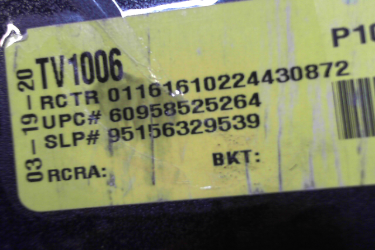 P10
TV1006
RCTR 01161610224430872
UPC# 60958525264
SLP# 95156329539
RCRA: BKT:
03-19-20